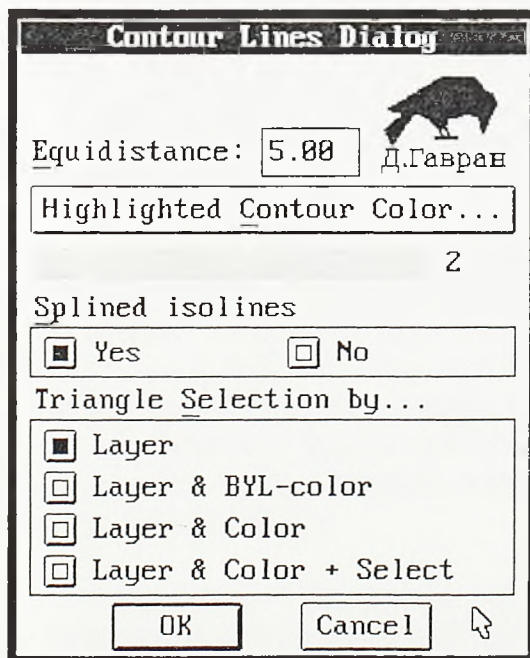 Contour Lines Dialog
Equidistance: 5.00
Д.Гавран
Highlighted Contour Color...
2
Splined isolines
Yes No
Triangle Selection by...
Layer
Layer & BYL-color
Layer & Color
Layer & Color + Select
OK Cancel